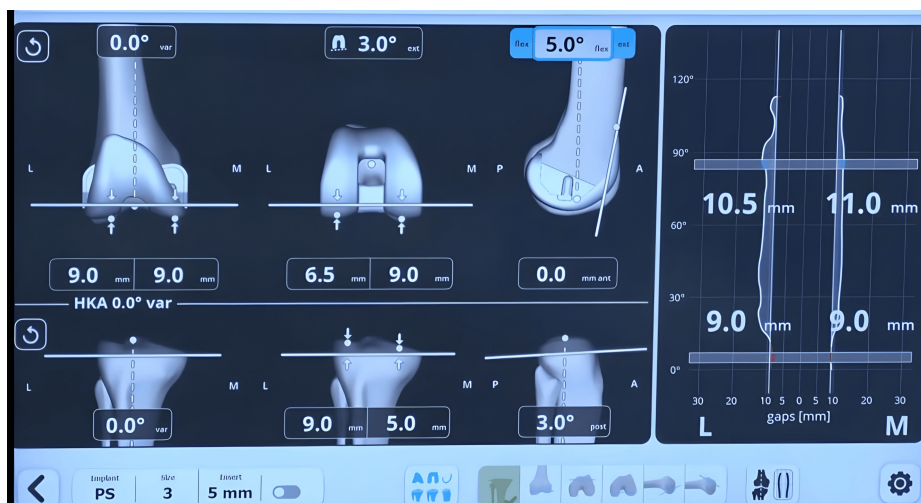 0.0° var
3.0° ext
flex 5.0° flex ext
L M L M P A
9.0 mm 9.0 mm
6.5 mm 9.0 mm
0.0 mm ant
HKA 0.0° var
L M L M P A
0.0° var
9.0 mm 5.0 mm
3.0° post
120°
90°
10.5 mm 11.0 mm
60°
30°
9.0 mm 9.0 mm
0°
30 20 10 5 0 5 10 20 30
gaps [mm]
L M
Implant Size Insert
PS 3 5 mm